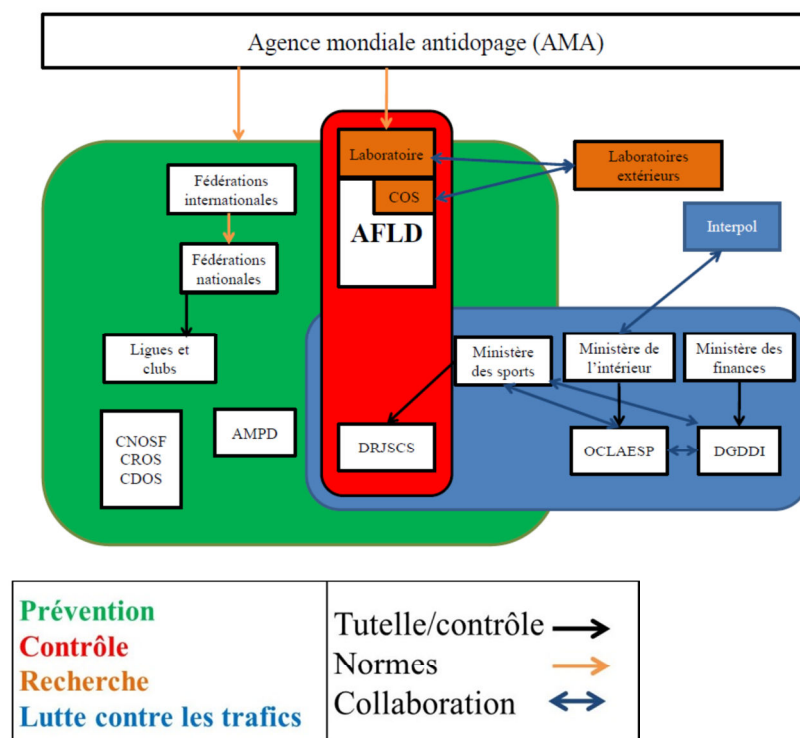 Agence mondiale antidopage (AMA)
Laboratoire
COS
AFLD
Laboratoires
extérieurs
Interpol
Fédérations
internationales
Fédérations
nationales
Ligues et
clubs
Ministère
des sports
Ministère de
l'intérieur
Ministère des
finances
CNOSF
CROS
CDOS
AMPD
DRJSCS
OCLAESP
DGDDI
Prévention
Contrôle
Recherche
Lutte contre les trafics
Tutelle/contrôle
Normes
Collaboration